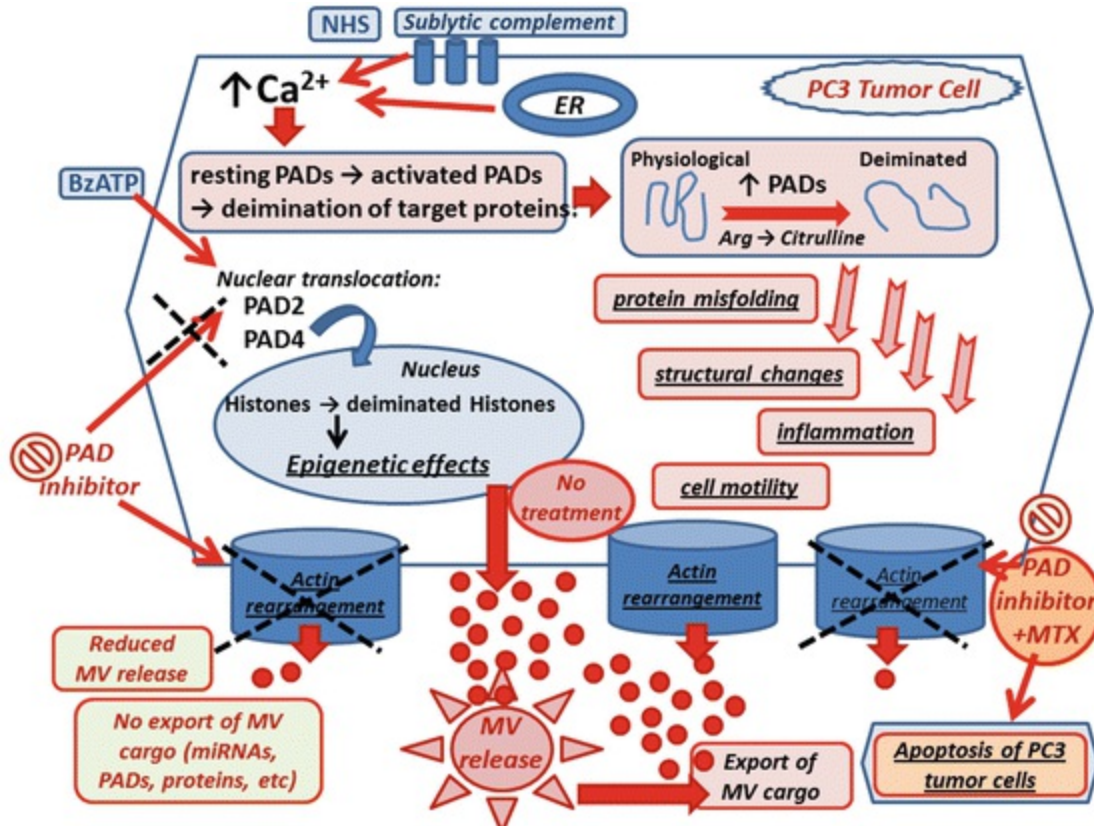 NHS
Sublytic complement
↑Ca²⁺
ER
PC3 Tumor Cell
BzATP
resting PADs → activated PADs
→ deimination of target proteins.
Physiological
Deiminated
↑ PADs
Arg → Citrulline
Nuclear translocation:
PAD2
PAD4
protein misfolding
structural changes
inflammation
cell motility
Nucleus
Histones → deiminated Histones
Epigenetic effects
PAD
inhibitor
No
treatment
Actin
rearrangement
Actin
rearrangement
Actin
rearrangement
PAD
inhibitor
+MTX
Reduced
MV release
No export of MV
cargo (miRNAs,
PADs, proteins, etc)
MV
release
Export of
MV cargo
Apoptosis of PC3
tumor cells